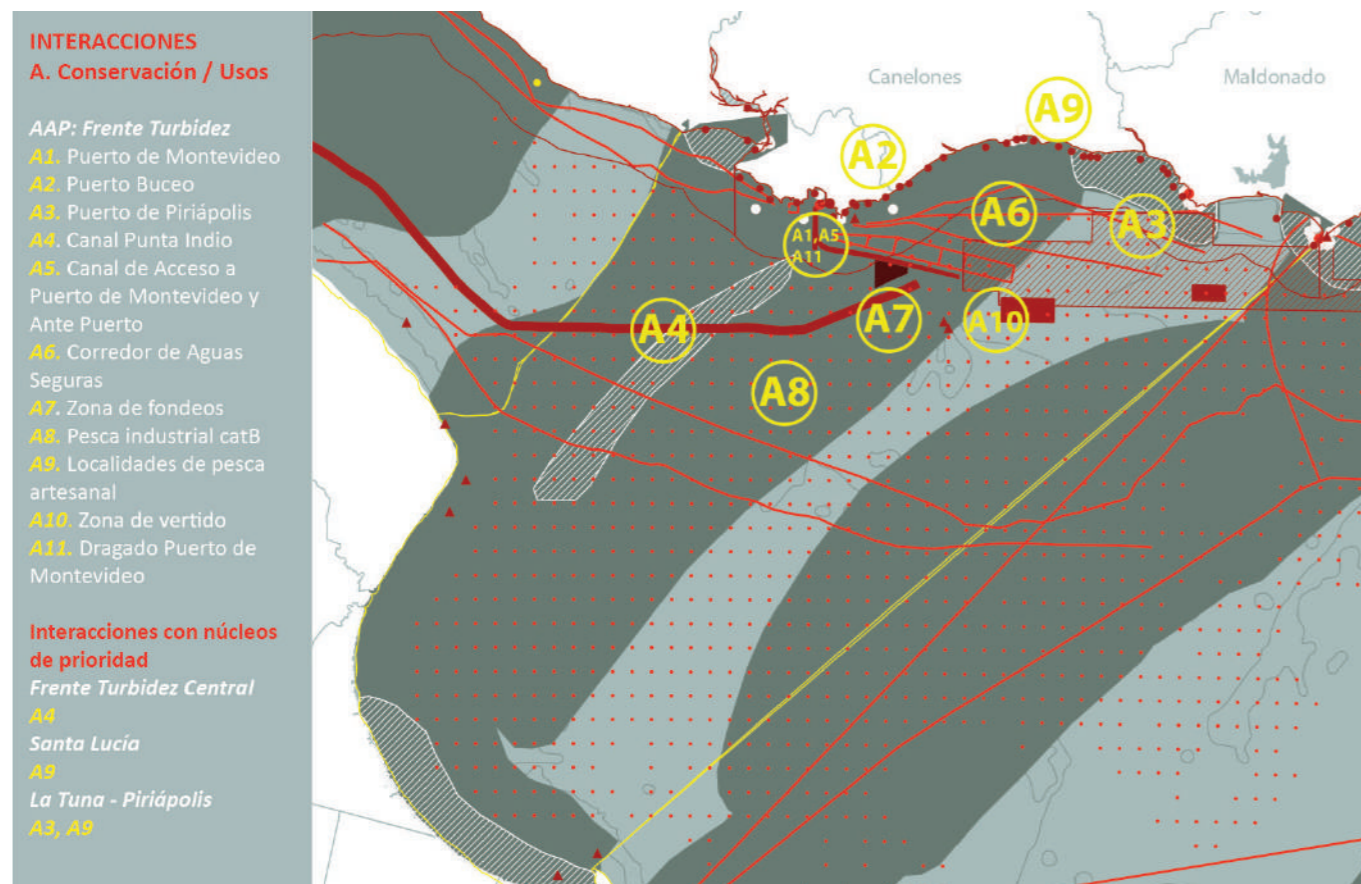 INTERACCIONES
A. Conservación / Usos
AAP: Frente Turbidez
A1. Puerto de Montevideo
A2. Puerto Buceo
A3. Puerto de Piriápolis
A4. Canal Punta Indio
A5. Canal de Acceso a
Puerto de Montevideo y
Ante Puerto
A6. Corredor de Aguas
Seguras
A7. Zona de fondeos
A8. Pesca industrial catB
A9. Localidades de pesca
artesanal
A10. Zona de vertido
A11. Dragado Puerto de
Montevideo
Interacciones con núcleos
de prioridad
Frente Turbidez Central
A4
Santa Lucía
A9
La Tuna - Piriápolis
A3, A9
Canelones
Maldonado
A9
A2
A6
A3
A1, A5
A11
A4
A7
A10
A8